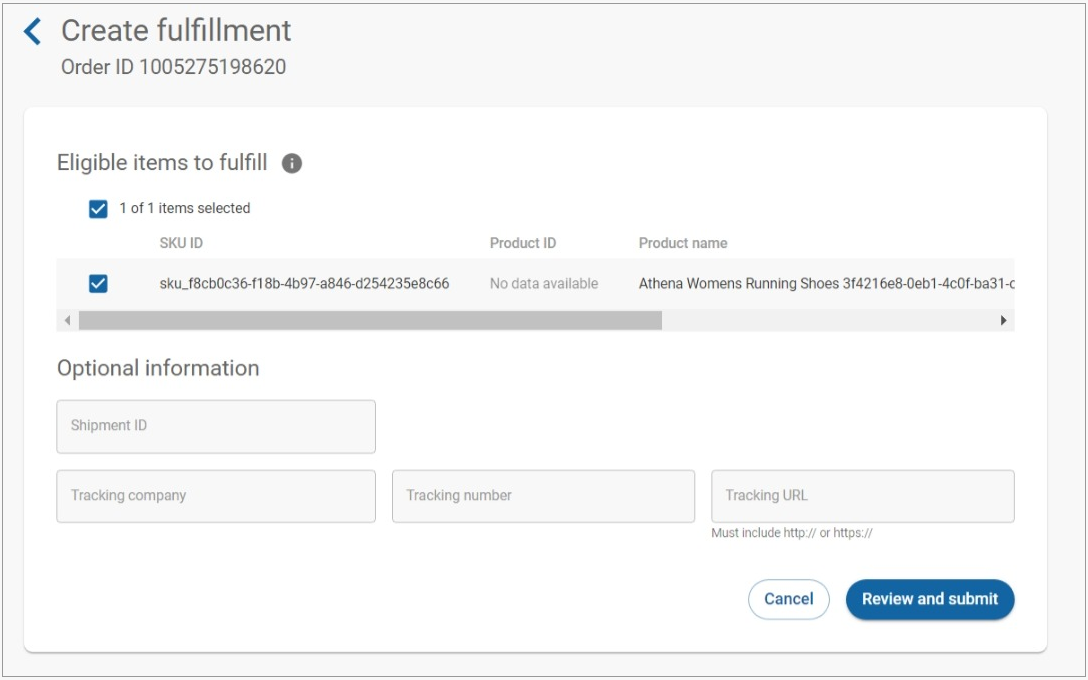 Create fulfillment
Order ID 1005275198620
Eligible items to fulfill
1 of 1 items selected
SKU ID Product ID Product name
sku_f8cb0c36-f18b-4b97-a846-d254235e8c66 No data available Athena Womens Running Shoes 3f4216e8-0eb1-4c0f-ba31-c
Optional information
Shipment ID
Tracking company Tracking number Tracking URL
Must include http:// or https://
Cancel Review and submit